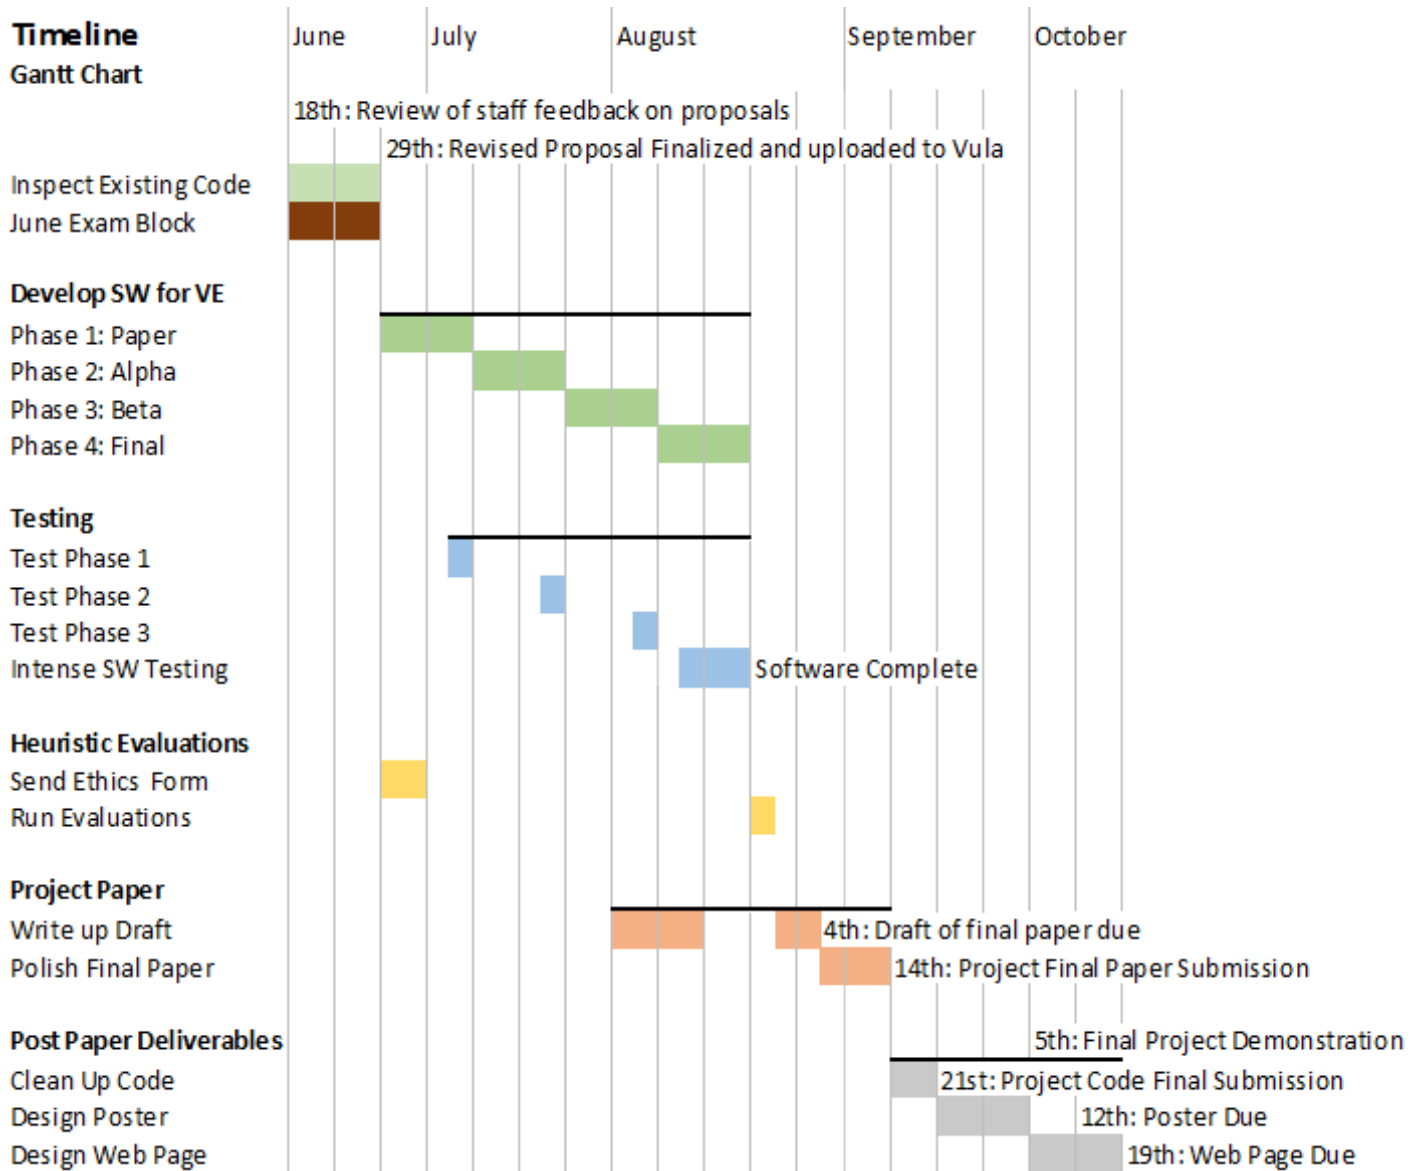 Timeline June July August September October
Gantt Chart
18th: Review of staff feedback on proposals
29th: Revised Proposal Finalized and uploaded to Vula
Inspect Existing Code
June Exam Block
Develop SW for VE
Phase 1: Paper
Phase 2: Alpha
Phase 3: Beta
Phase 4: Final
Testing
Test Phase 1
Test Phase 2
Test Phase 3
Intense SW Testing Software Complete
Heuristic Evaluations
Send Ethics Form
Run Evaluations
Project Paper
Write up Draft 4th: Draft of final paper due
Polish Final Paper 14th: Project Final Paper Submission
Post Paper Deliverables 5th: Final Project Demonstration
Clean Up Code 21st: Project Code Final Submission
Design Poster 12th: Poster Due
Design Web Page 19th: Web Page Due